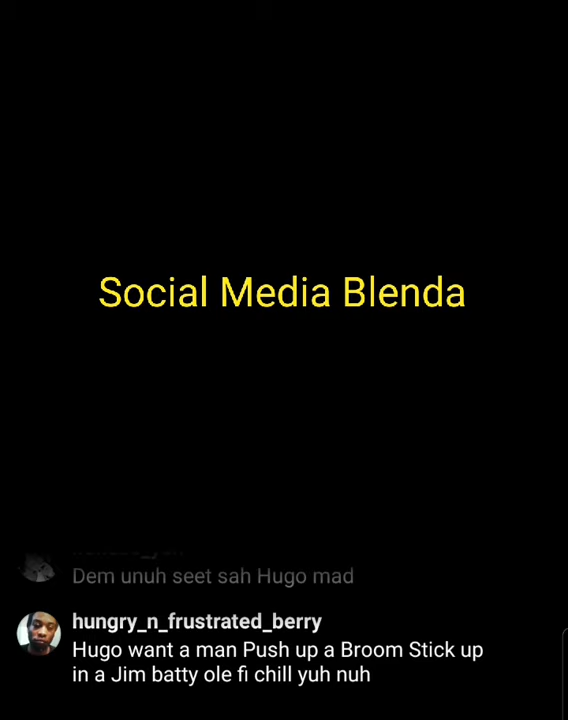 Social Media Blenda
Dem unuh seet sah Hugo mad
hungry_n_frustrated_berry
Hugo want a man Push up a Broom Stick up
in a Jim batty ole fi chill yuh nuh